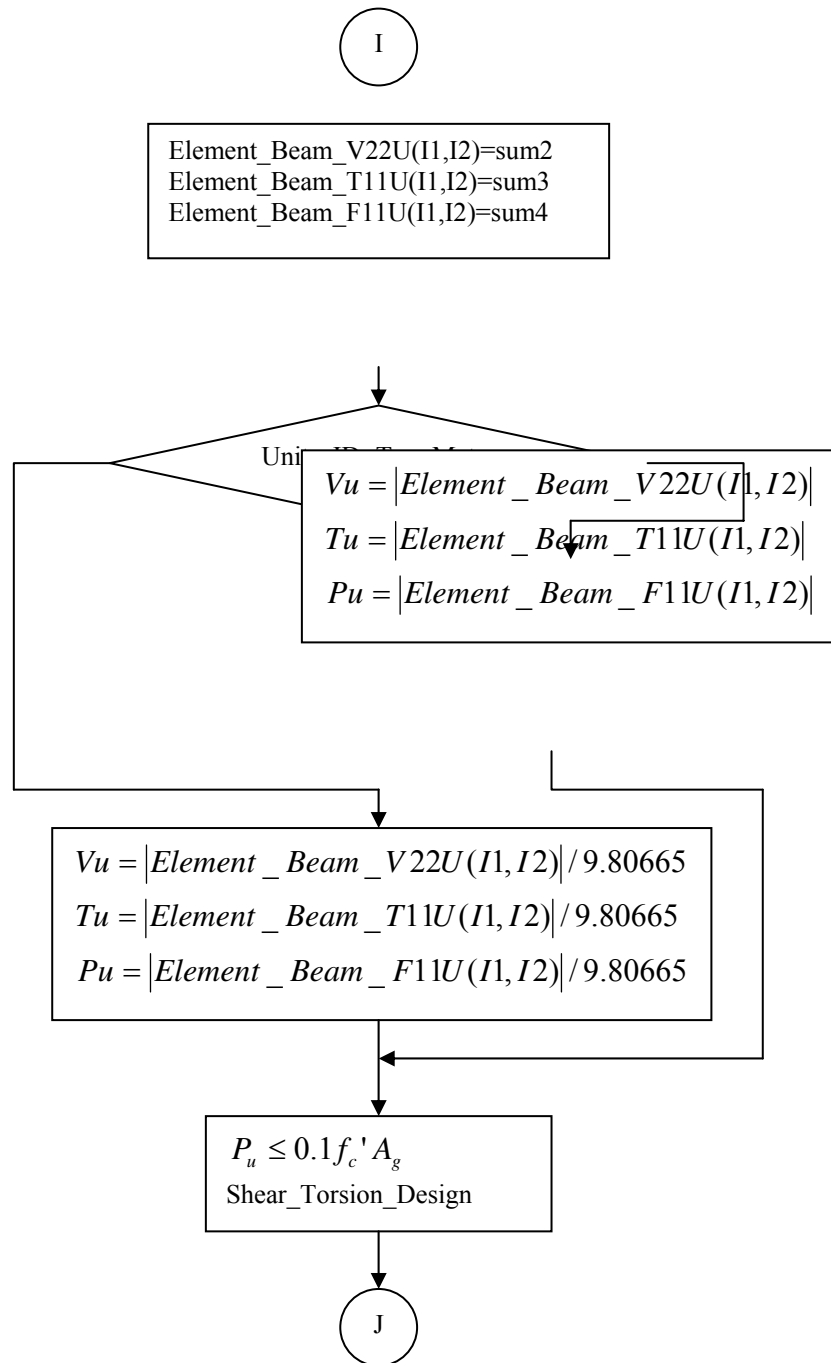 I
Element_Beam_V22U(I1,I2)=sum2
Element_Beam_T11U(I1,I2)=sum3
Element_Beam_F11U(I1,I2)=sum4
Vu = |Element _ Beam _ V22U(I1, I2)|
Tu = |Element _ Beam _ T11U(I1, I2)|
Pu = |Element _ Beam _ F11U(I1, I2)|
Vu = |Element _ Beam _ V22U(I1, I2)| / 9.80665
Tu = |Element _ Beam _ T11U(I1, I2)| / 9.80665
Pu = |Element _ Beam _ F11U(I1, I2)| / 9.80665
P_u ≤ 0.1f_c' A_g
Shear_Torsion_Design
J